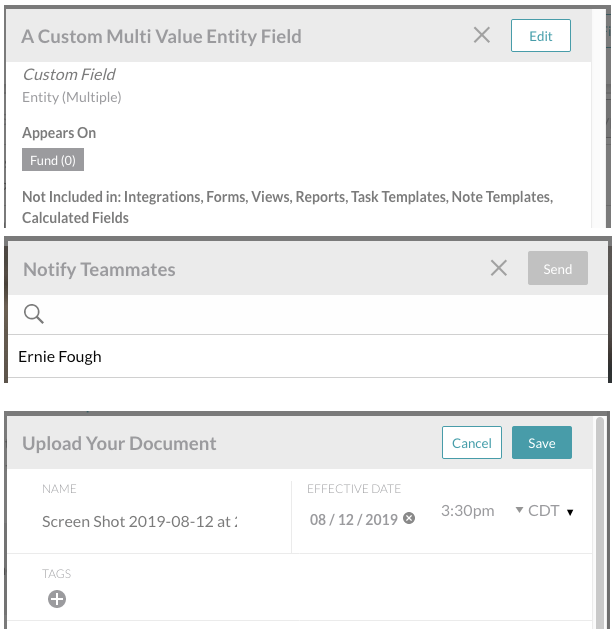 A Custom Multi Value Entity Field
Edit
Custom Field
Entity (Multiple)
Appears On
Fund (0)
Not Included in: Integrations, Forms, Views, Reports, Task Templates, Note Templates,
Calculated Fields
Notify Teammates
Send
Ernie Fough
Upload Your Document
Cancel
Save
NAME
EFFECTIVE DATE
Screen Shot 2019-08-12 at
08 / 12 / 2019
3:30pm
CDT
TAGS